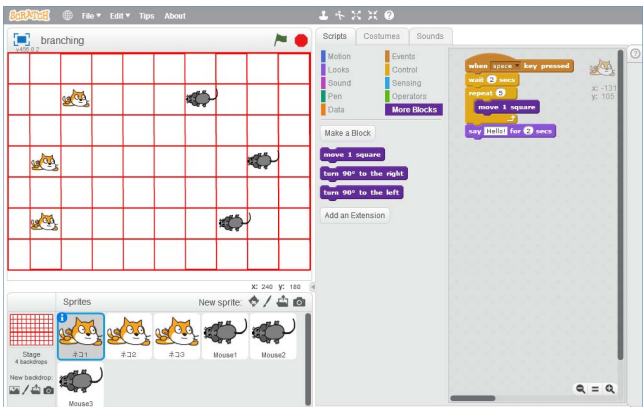 SCRATCH File▼ Edit▼ Tips About
branching
v456.0.2
Scripts Costumes Sounds
Motion Events
Looks Control
Sound Sensing
Pen Operators
Data More Blocks
Make a Block
move 1 square
turn 90° to the right
turn 90° to the left
Add an Extension
when space key pressed
wait 2 secs
repeat 5
move 1 square
say Hello! for 2 secs
x: -131
y: 105
X: 240 y: 180
Sprites New sprite:
ネコ1 ネコ2 ネコ3 Mouse1 Mouse2
Mouse3
Stage
4 backdrops
New backdrop: